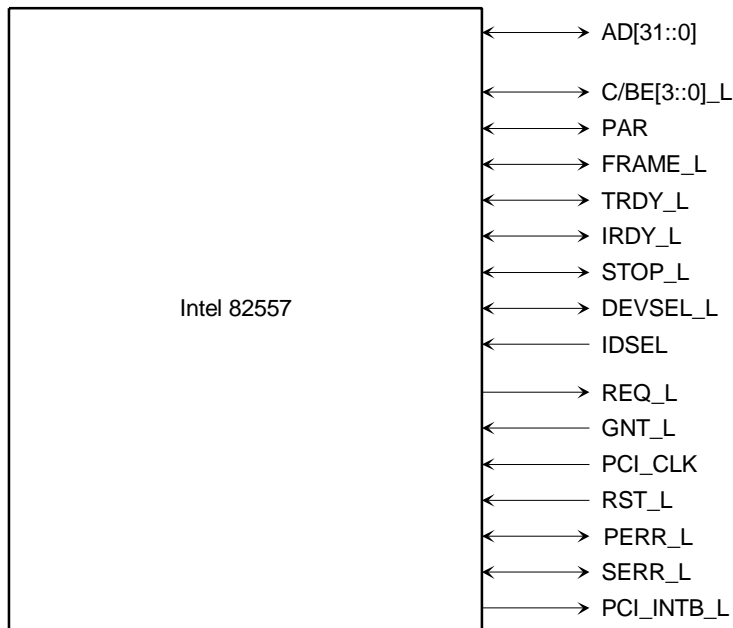 AD[31::0]
C/BE[3::0]_L
PAR
FRAME_L
TRDY_L
IRDY_L
STOP_L
Intel 82557
DEVSEL_L
IDSEL
REQ_L
GNT_L
PCI_CLK
RST_L
PERR_L
SERR_L
PCI_INTB_L